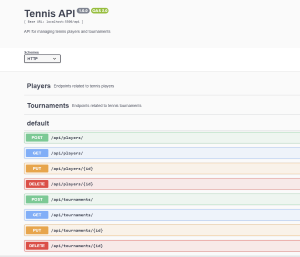 Tennis API 1.0.0 OAS 3.0
[ Base URL: localhost:5000/api ]
API for managing tennis players and tournaments
Schemes
HTTP
Players Endpoints related to tennis players
Tournaments Endpoints related to tennis tournaments
default
POST /api/players/
GET /api/players/
PUT /api/players/{id}
DELETE /api/players/{id}
POST /api/tournaments/
GET /api/tournaments/
PUT /api/tournaments/{id}
DELETE /api/tournaments/{id}